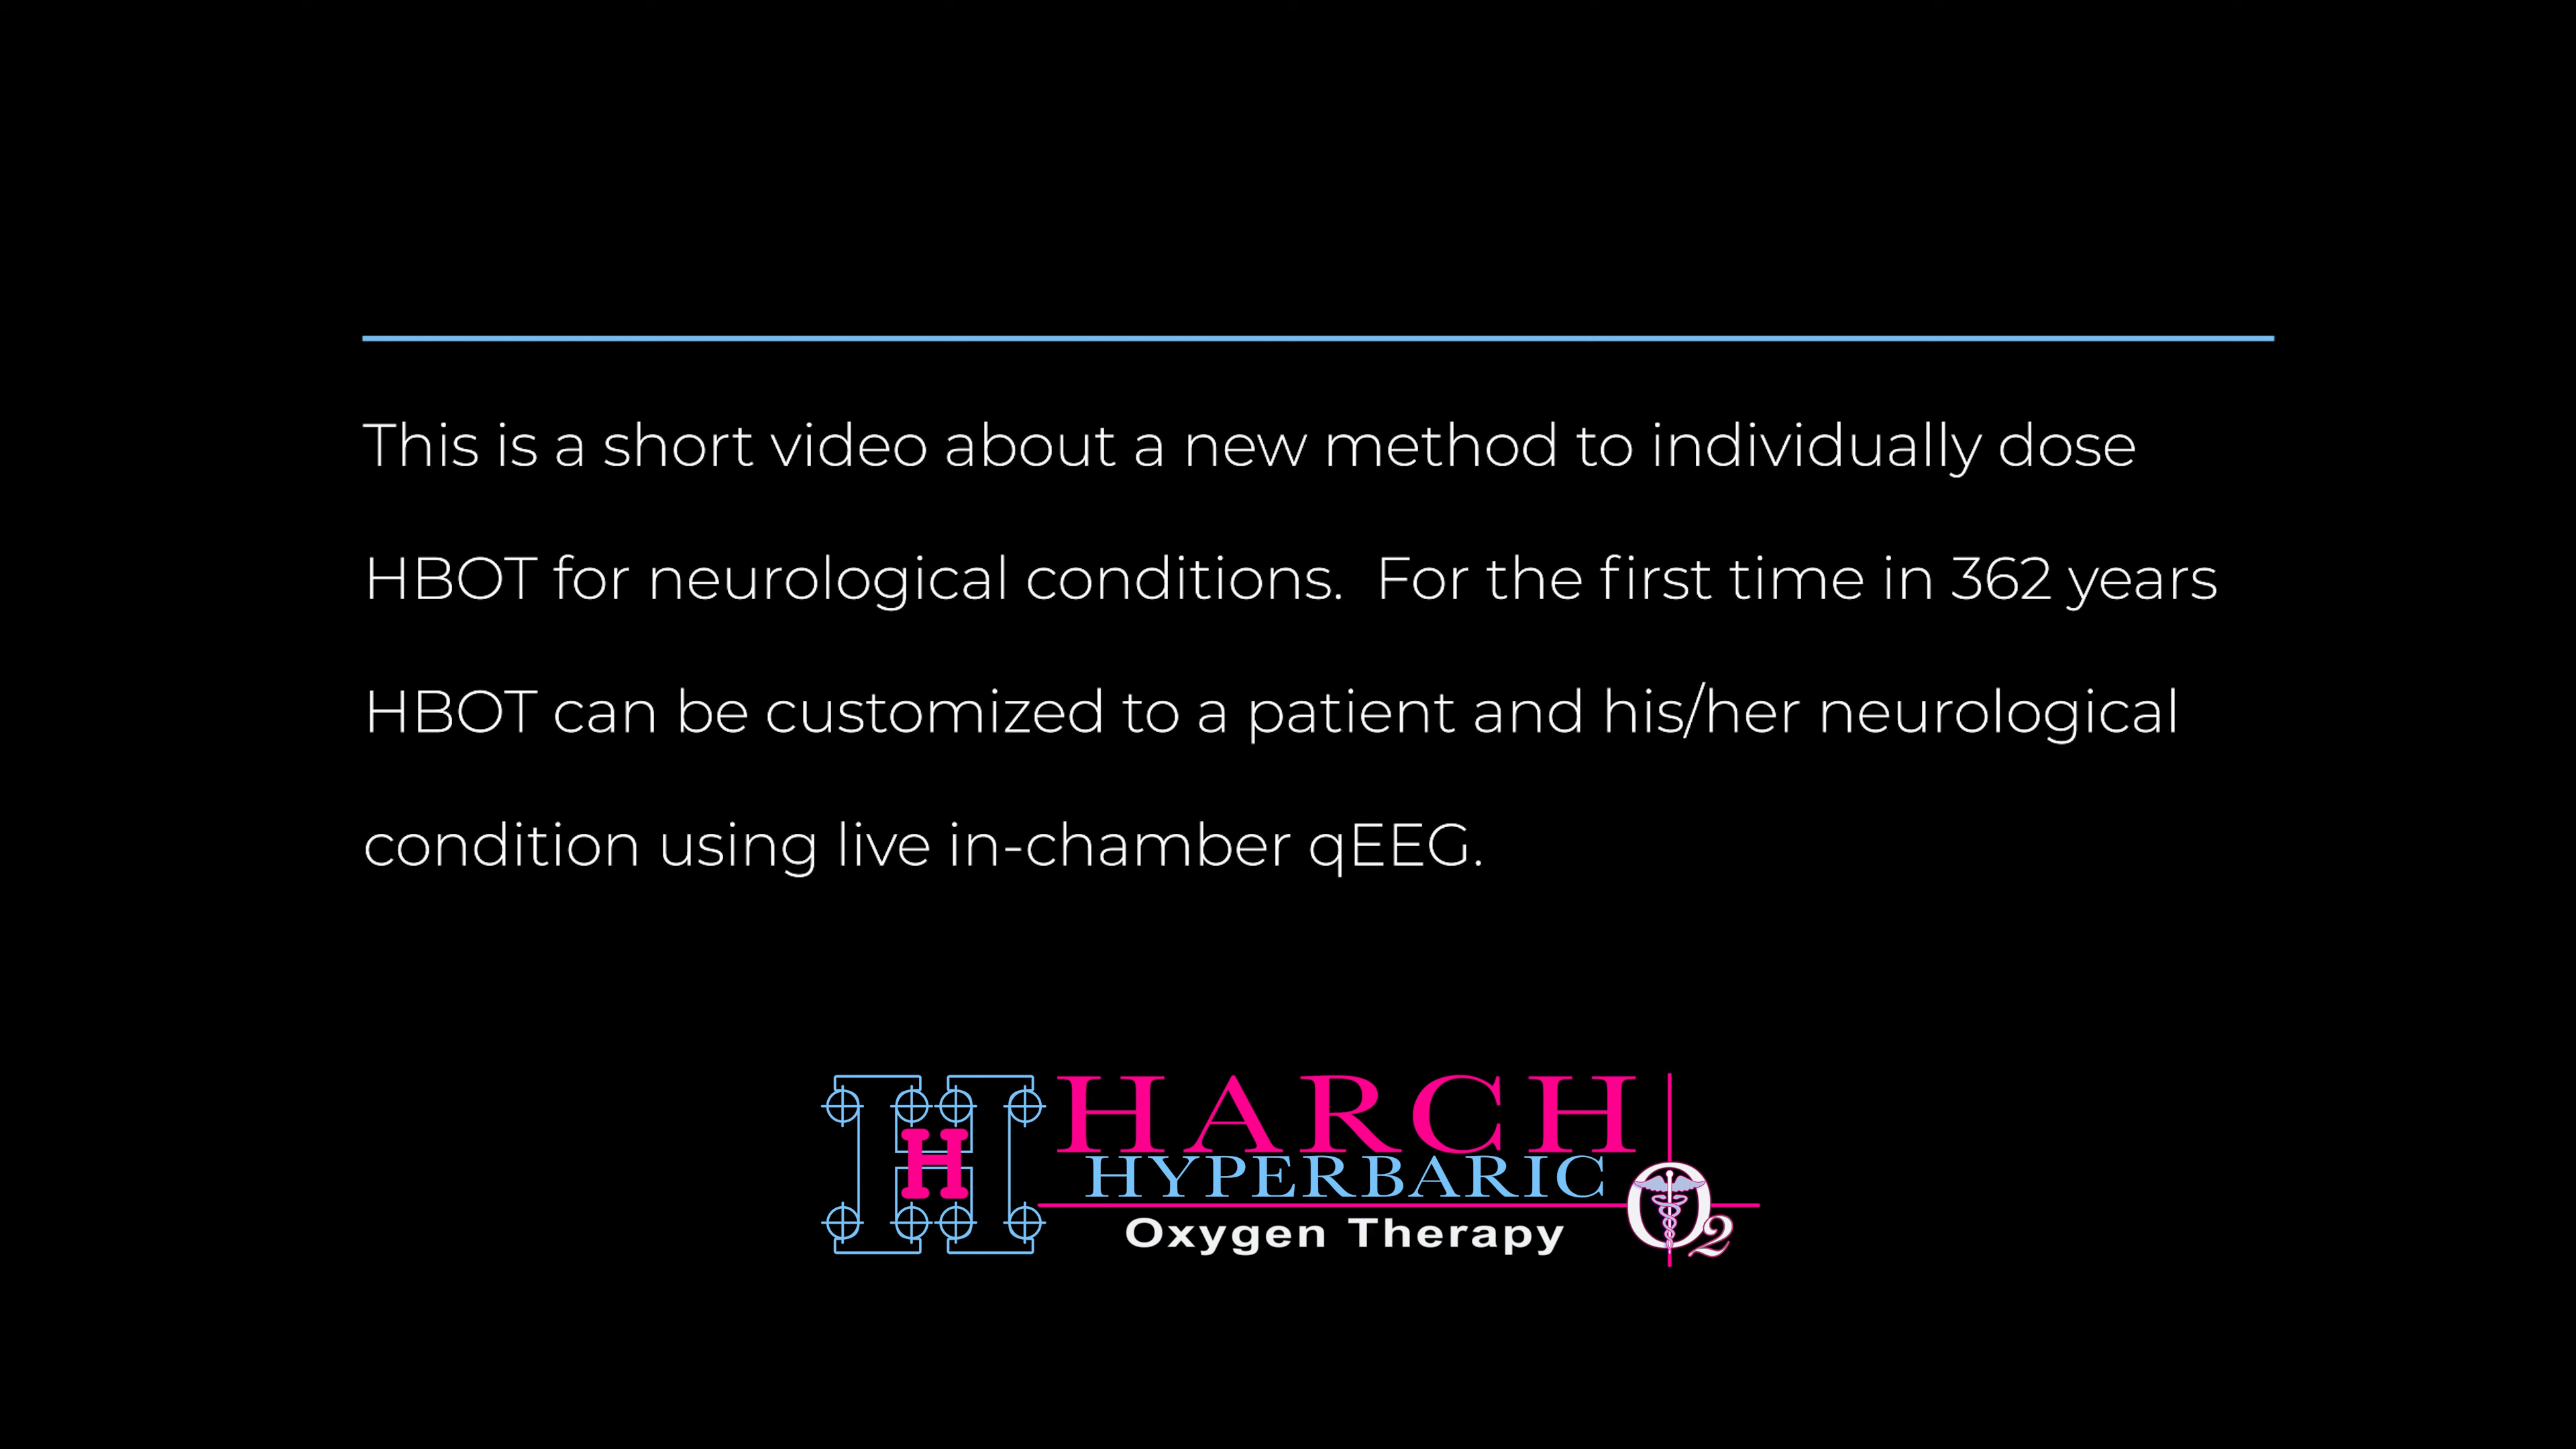 This is a short video about a new method to individually dose
HBOT for neurological conditions.  For the first time in 362 years
HBOT can be customized to a patient and his/her neurological
condition using live in-chamber qEEG.
H
H HARCH
HYPERBARIC
Oxygen Therapy
O2